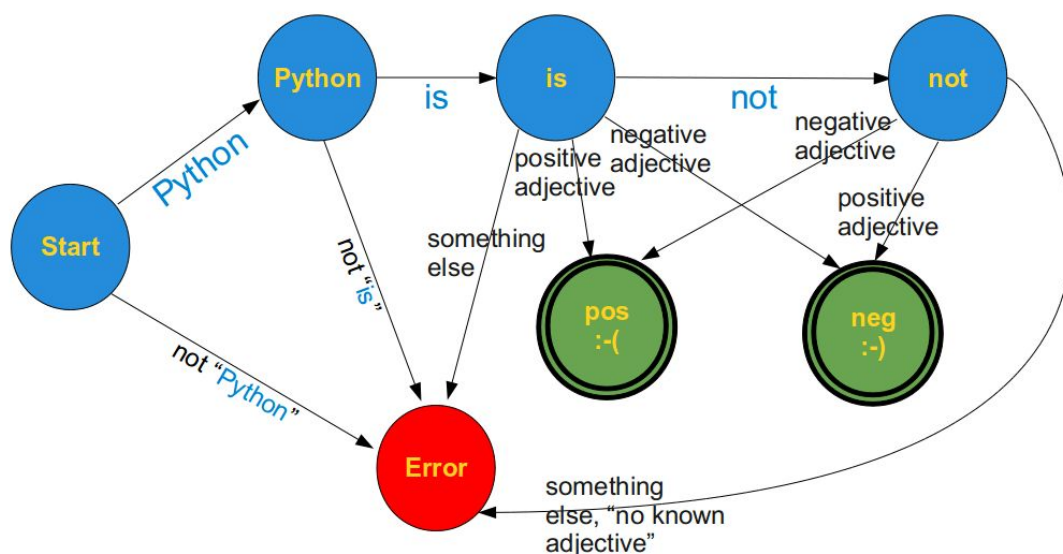 Python
is
is
not
not
Python
positive
adjective
negative
adjective
negative
adjective
positive
adjective
Start
not “is”
something
else
pos
:-(
neg
:-)
not “Python”
Error
something
else, “no known
adjective”